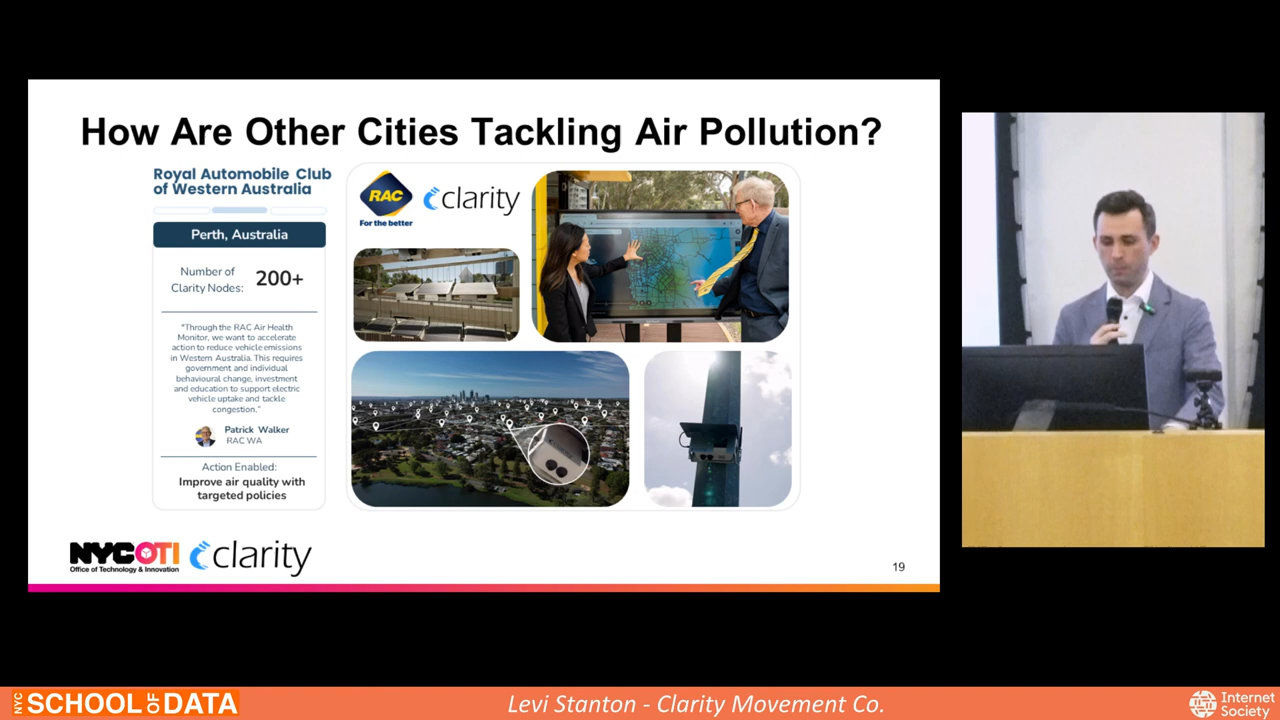 How Are Other Cities Tackling Air Pollution?
Royal Automobile Club
of Western Australia
Perth, Australia
Number of
Clarity Nodes:
200+
"Through the RAC Air Health
Monitor, we want to accelerate
action to reduce vehicle emissions
in Western Australia. This requires
government and individual
behavioural change, investment
and education to support electric
vehicle uptake and tackle
congestion."
Patrick Walker
RAC WA
Action Enabled:
Improve air quality with
targeted policies
RAC
For the better
clarity
NYCOTI
Office of Technology & Innovation
clarity
19
NYC SCHOOL OF DATA
Levi Stanton - Clarity Movement Co.
Internet
Society